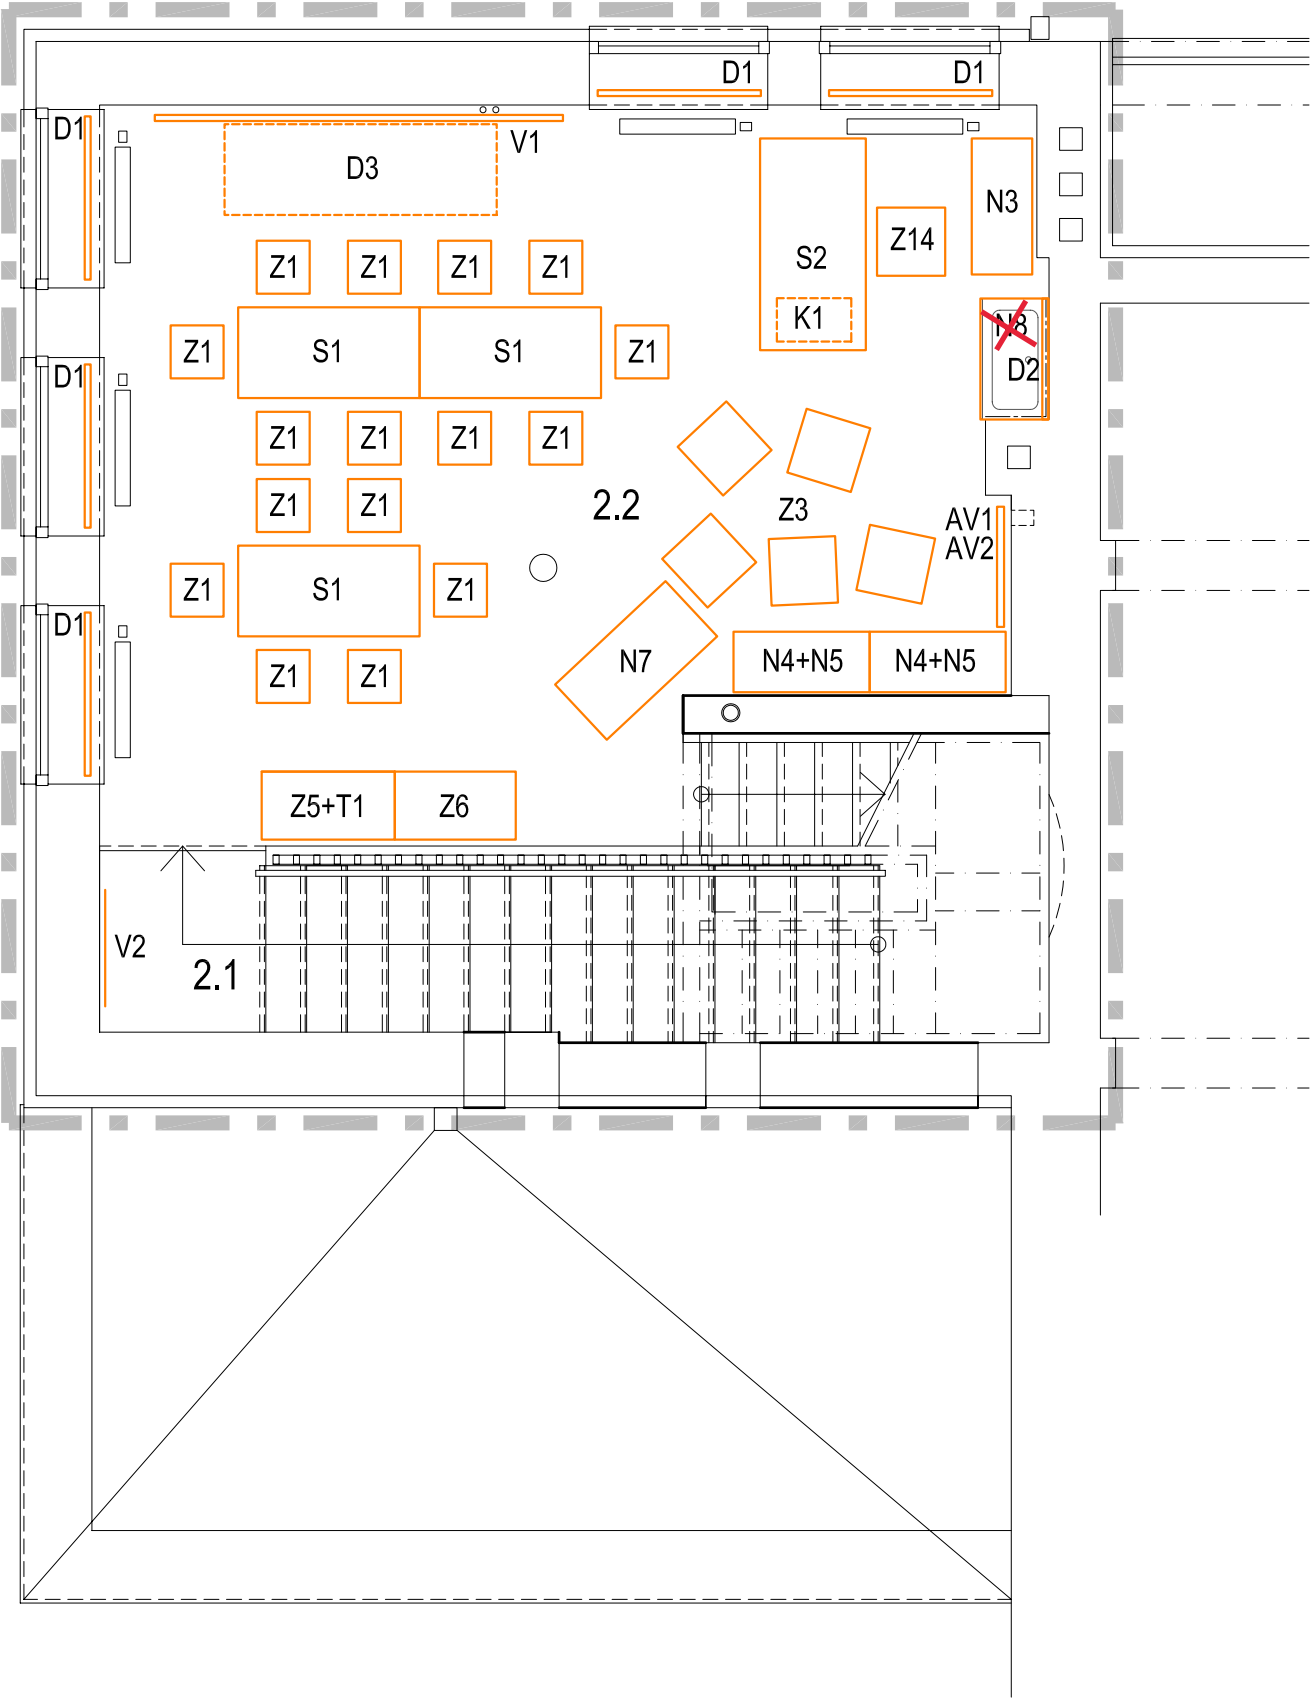 D1 D1
D1 V1
D3
N3
Z14
Z1 Z1 Z1 Z1 S2
K1
N8
Z1 S1 S1 Z1
D1 D2
Z1 Z1 Z1 Z1
Z1 Z1 2.2 Z3
AV1
AV2
Z1 S1 Z1
D1
N7 N4+N5 N4+N5
Z1 Z1
Z5+T1 Z6
V2
2.1